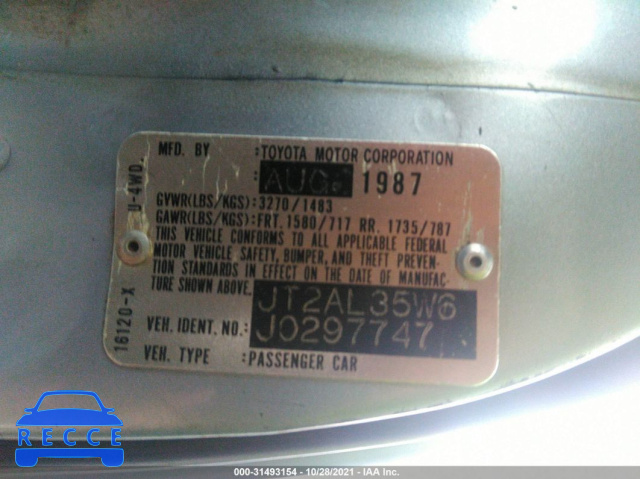 MFD. BY : TOYOTA MOTOR CORPORATION
: AUG. 1987
GVWR(LBS/KGS):3270/1483
GAWR(LBS/KGS):FRT. 1580/717 RR. 1735/787
THIS VEHICLE CONFORMS TO ALL APPLICABLE FEDERAL
MOTOR VEHICLE SAFETY, BUMPER, AND THEFT PREVEN-
TION STANDARDS IN EFFECT ON THE DATE OF MANUFAC-
TURE SHOWN ABOVE.
JT2AL35W6
VEH. IDENT. NO.: J0297747
VEH. TYPE :PASSENGER CAR
16120-X
U-4WD.
RECCE
000-31493154 - 10/28/2021 - IAA Inc.